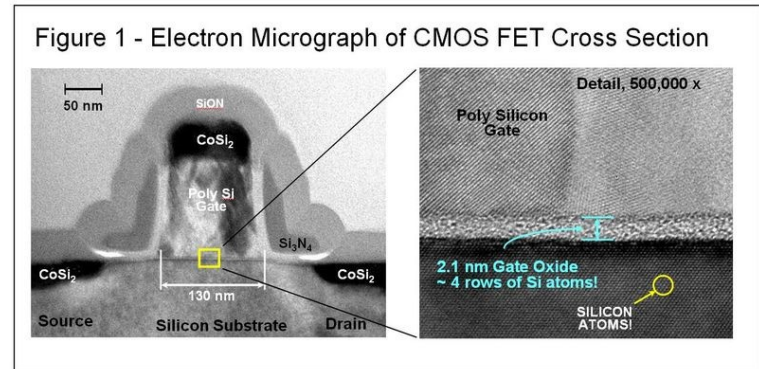 Figure 1 - Electron Micrograph of CMOS FET Cross Section
50 nm
SiON
CoSi₂
Poly Si
Gate
Si₃N₄
CoSi₂
CoSi₂
130 nm
Source
Silicon Substrate
Drain
Detail, 500,000 x
Poly Silicon
Gate
2.1 nm Gate Oxide
~ 4 rows of Si atoms!
SILICON
ATOMS!